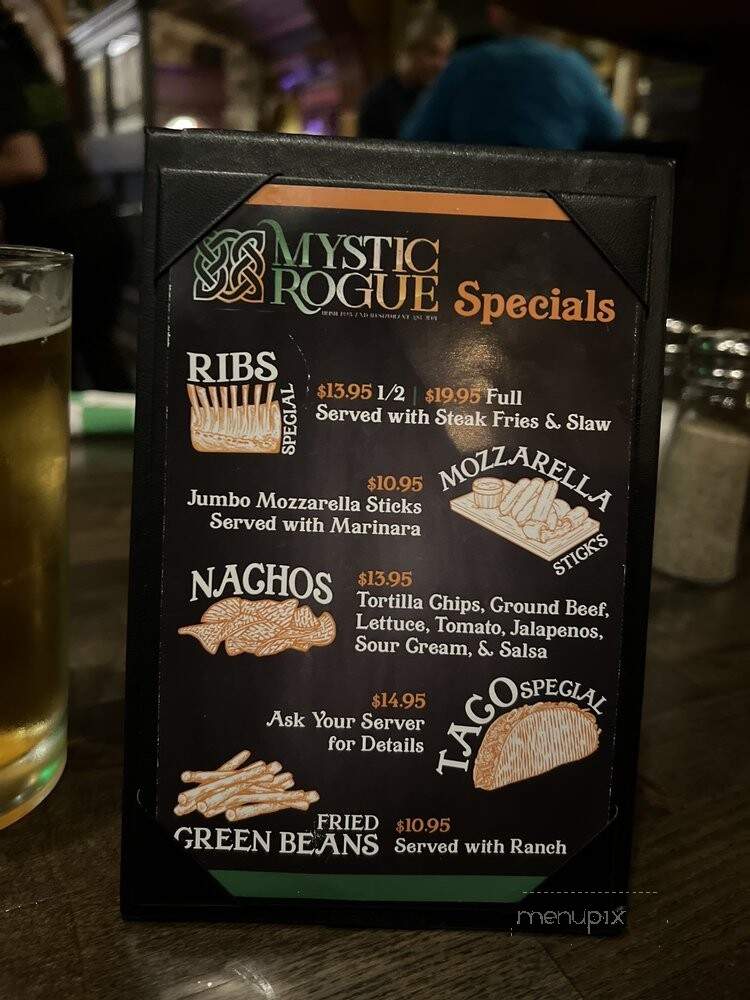 MYSTIC
ROGUE
Specials
RIBS
SPECIAL
$13.95 1/2 | $19.95 Full
Served with Steak Fries & Slaw
MOZZARELLA
STICKS
$10.95
Jumbo Mozzarella Sticks
Served with Marinara
NACHOS
$13.95
Tortilla Chips, Ground Beef,
Lettuce, Tomato, Jalapenos,
Sour Cream, & Salsa
TACO SPECIAL
$14.95
Ask Your Server
for Details
FRIED
GREEN BEANS
$10.95
Served with Ranch
menupix